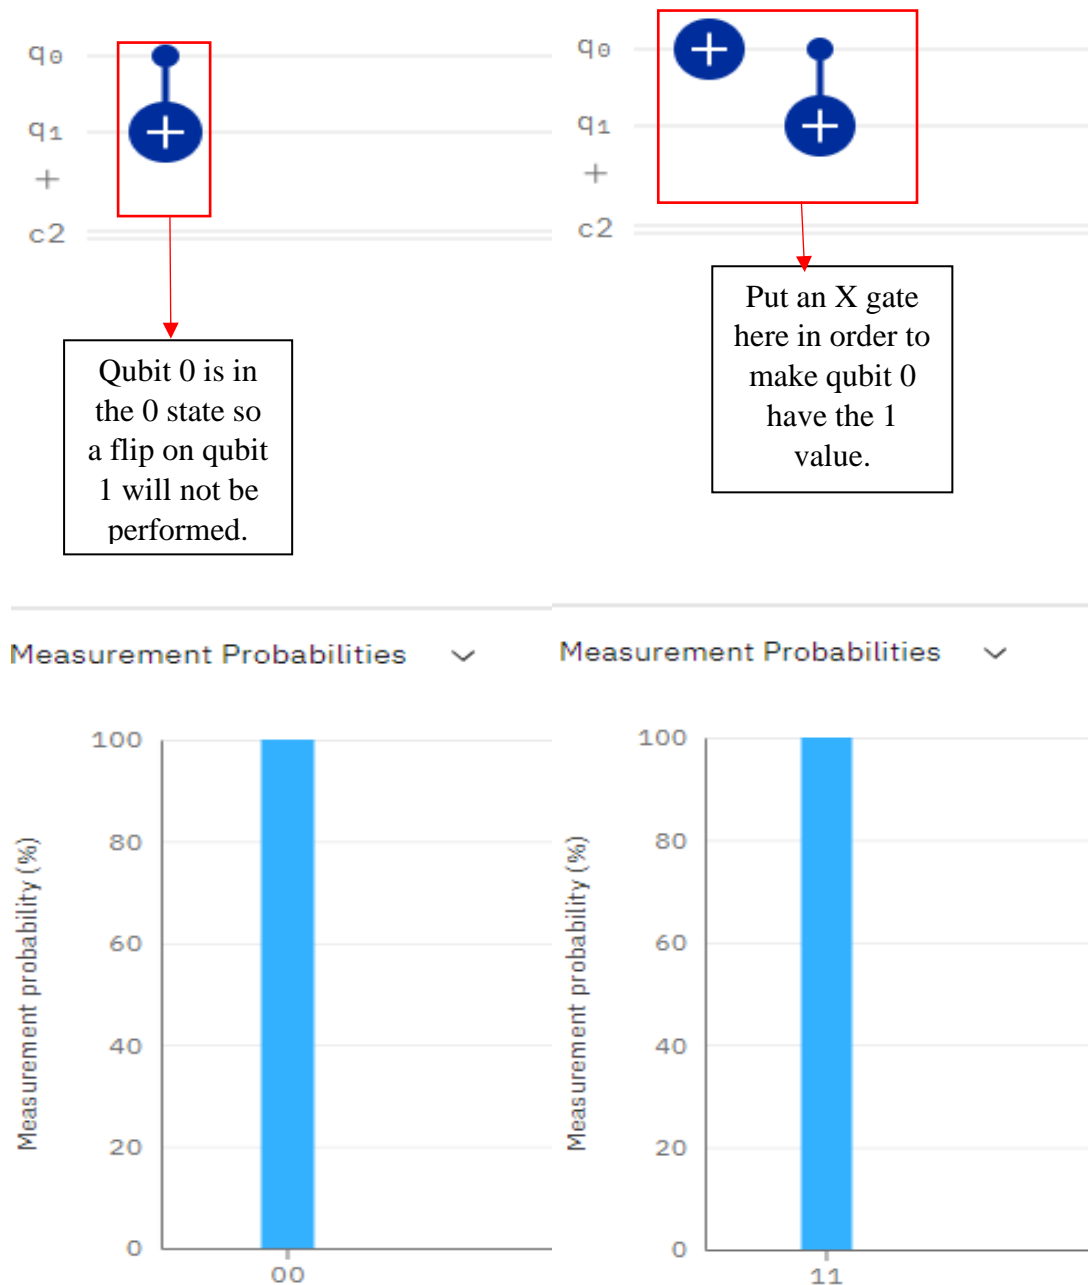 q0
q1
+
c2
Qubit 0 is in
the 0 state so
a flip on qubit
1 will not be
performed.
q0
q1
+
c2
Put an X gate
here in order to
make qubit 0
have the 1
value.
Measurement Probabilities
Measurement probability (%)
100
80
60
40
20
0
00
Measurement Probabilities
Measurement probability (%)
100
80
60
40
20
0
11